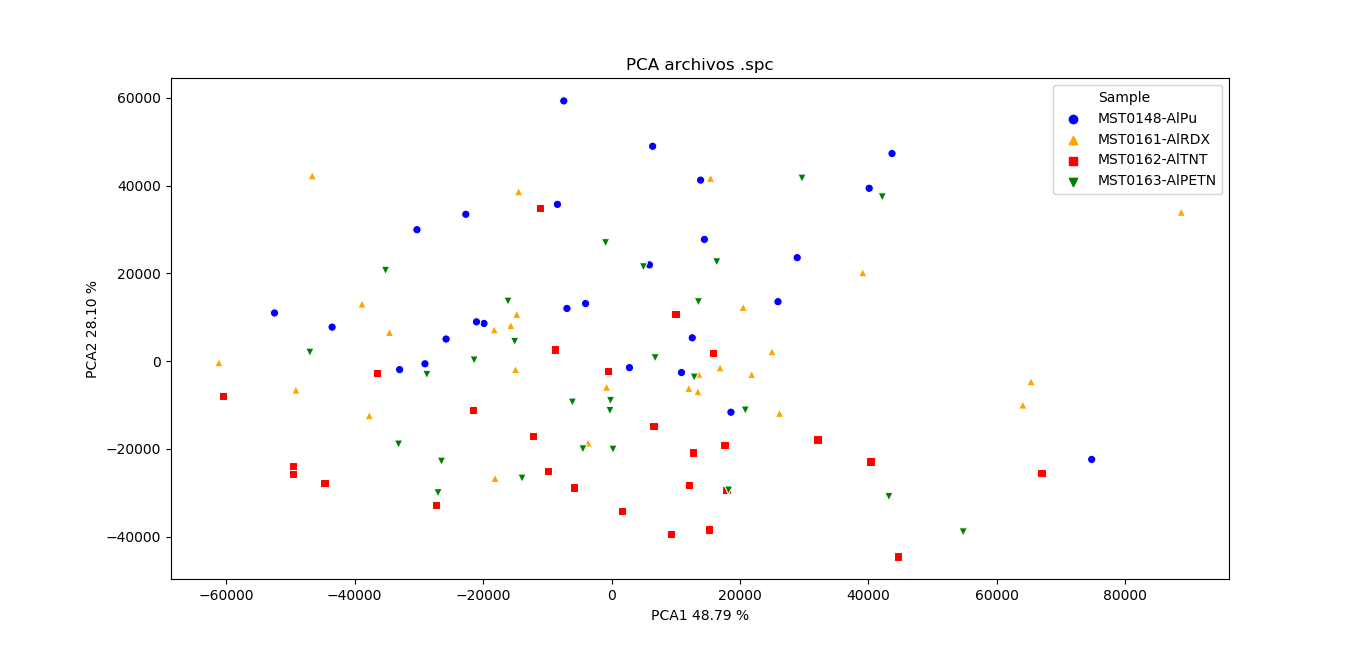 PCA archivos .spc
Sample
MST0148-AlPu
MST0161-AlRDX
MST0162-AlTNT
MST0163-AlPETN
PCA2 28.10 %
60000
40000
20000
0
−20000
−40000
−60000 −40000 −20000 0 20000 40000 60000 80000
PCA1 48.79 %